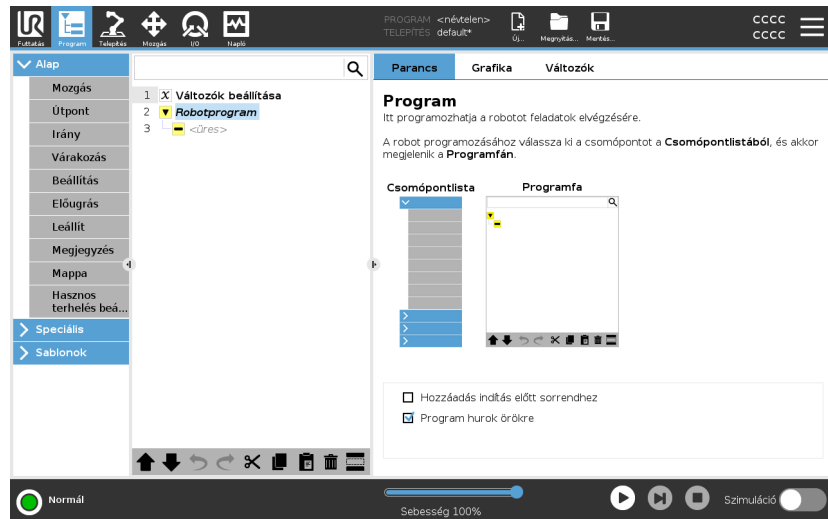 UR
Futtatás
Program
Telepítés
Mozgás
I/O
Napló
PROGRAM <névtelen>
TELEPÍTÉS default*
Új...
Megnyitás...
Mentés...
cccc
cccc
Alap
Mozgás
Útpont
Irány
Várakozás
Beállítás
Előugrás
Leállít
Megjegyzés
Mappa
Hasznos
terhelés beá...
Speciális
Sablonok
1 X Változók beállítása
2 Robotprogram
3 <üres>
Parancs
Grafika
Változók
Program
Itt programozhatja a robotot feladatok elvégzésére.
A robot programozásához válassza ki a csomópontot a Csomópontlistából, és akkor
megjelenik a Programfán.
Csomópontlista
Programfa
Hozzáadás indítás előtt sorrendhez
Program hurok örökre
Normál
Sebesség 100%
Szimuláció